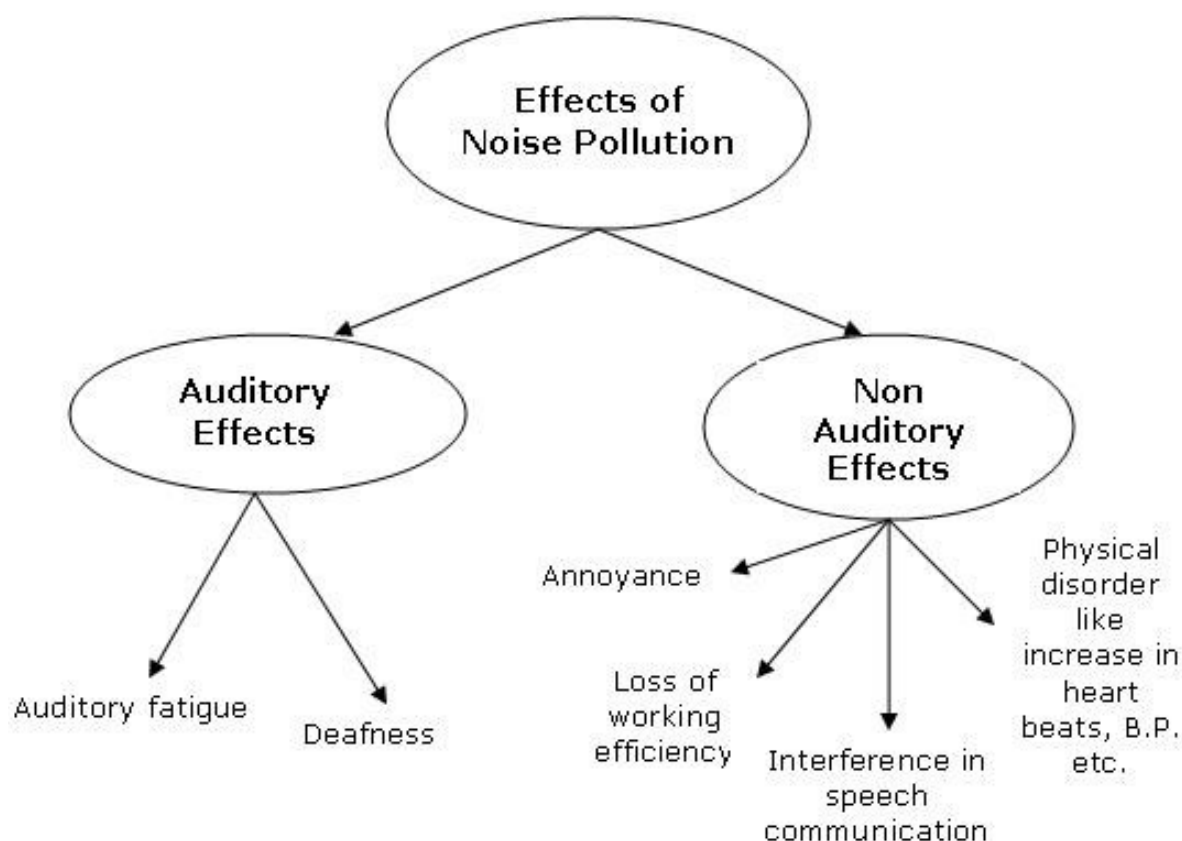 Effects of
Noise Pollution
Auditory
Effects
Non
Auditory
Effects
Auditory fatigue
Deafness
Annoyance
Loss of
working
efficiency
Interference in
speech
communication
Physical
disorder
like
increase in
heart
beats, B.P.
etc.